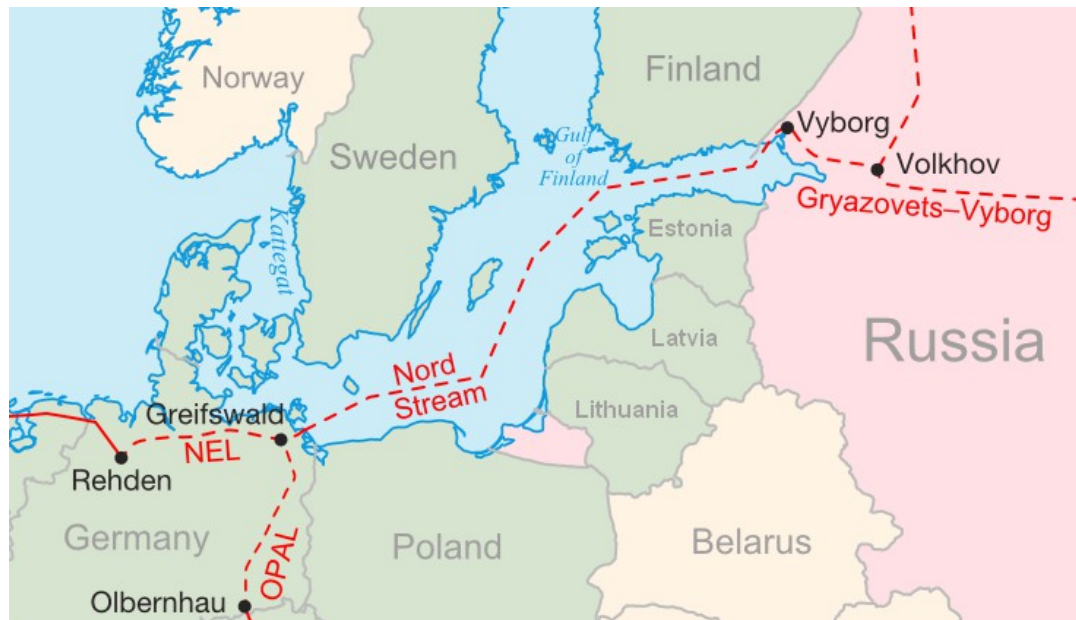 Norway
Finland
Sweden
Gulf
of
Finland
Vyborg
Volkhov
Gryazovets–Vyborg
Kattegat
Estonia
Latvia
Russia
Nord
Stream
Lithuania
Greifswald
NEL
Rehden
Germany
OPAL
Poland
Belarus
Olbernhau